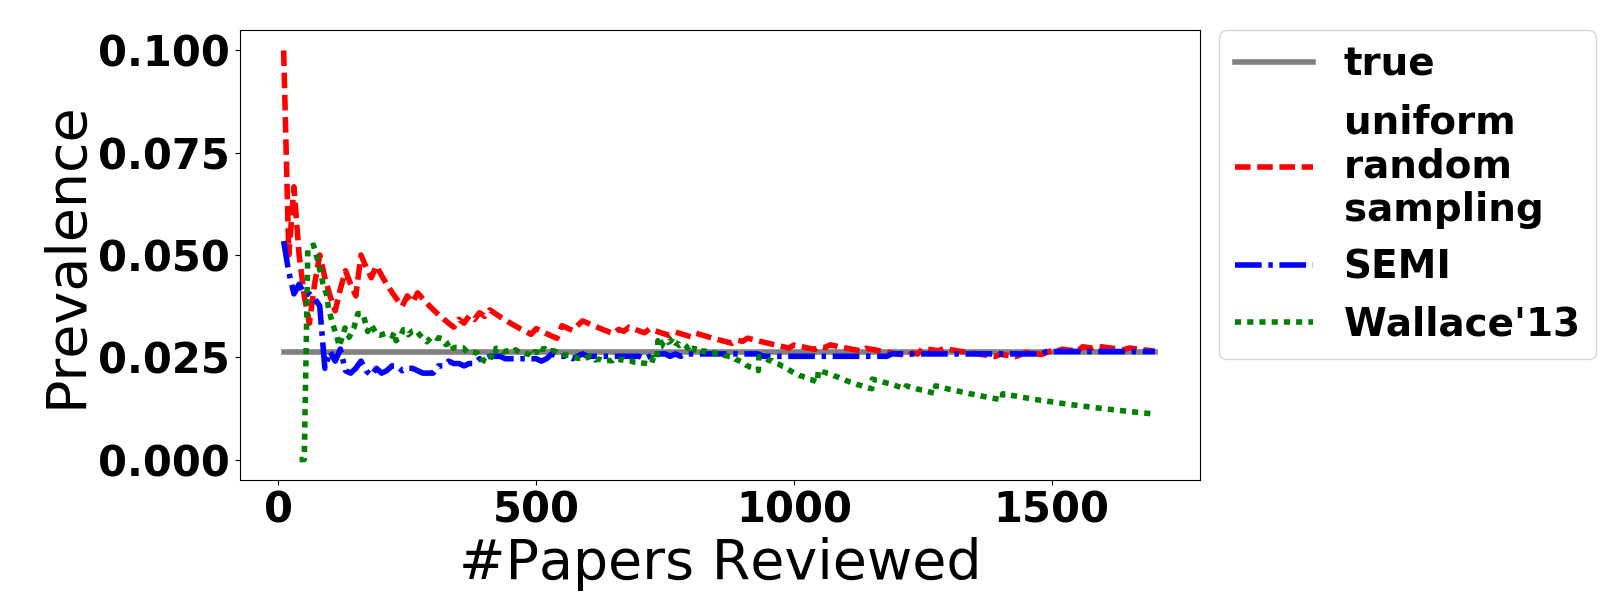 0.100
0.075
0.050
0.025
0.000
Prevalence
0 500 1000 1500
#Papers Reviewed
true
uniform
random
sampling
SEMI
Wallace'13